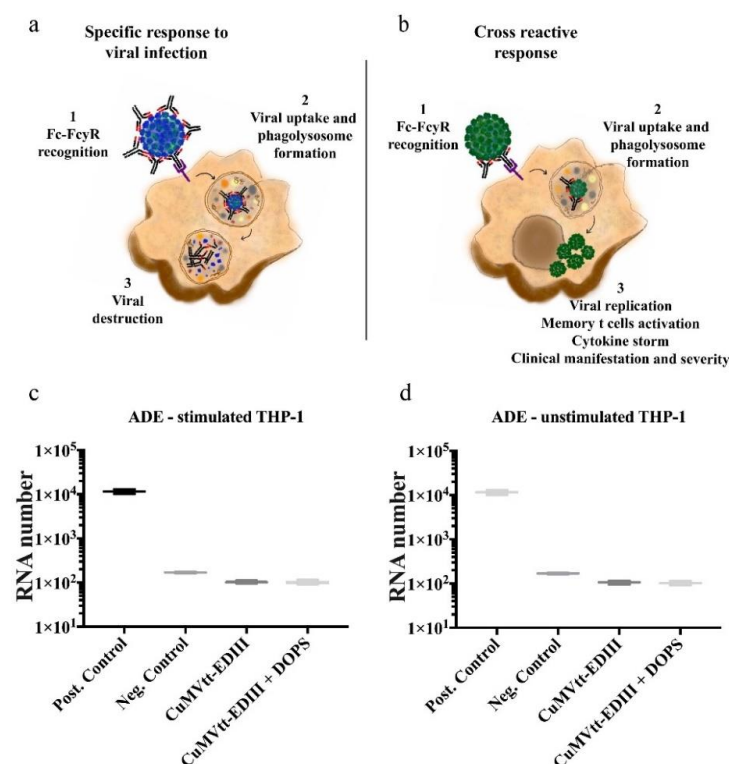 a
Specific response to
viral infection
1
Fc-FcyR
recognition
2
Viral uptake and
phagolysosome
formation
3
Viral
destruction
b
Cross reactive
response
1
Fc-FcyR
recognition
2
Viral uptake and
phagolysosome
formation
3
Viral replication
Memory t cells activation
Cytokine storm
Clinical manifestation and severity
c
ADE - stimulated THP-1
RNA number
1×10⁵
1×10⁴
1×10³
1×10²
1×10¹
Post. Control
Neg. Control
CuMVtt-EDIII
CuMVtt-EDIII + DOPS
d
ADE - unstimulated THP-1
RNA number
1×10⁵
1×10⁴
1×10³
1×10²
1×10¹
Post. Control
Neg. Control
CuMVtt-EDIII
CuMVtt-EDIII + DOPS